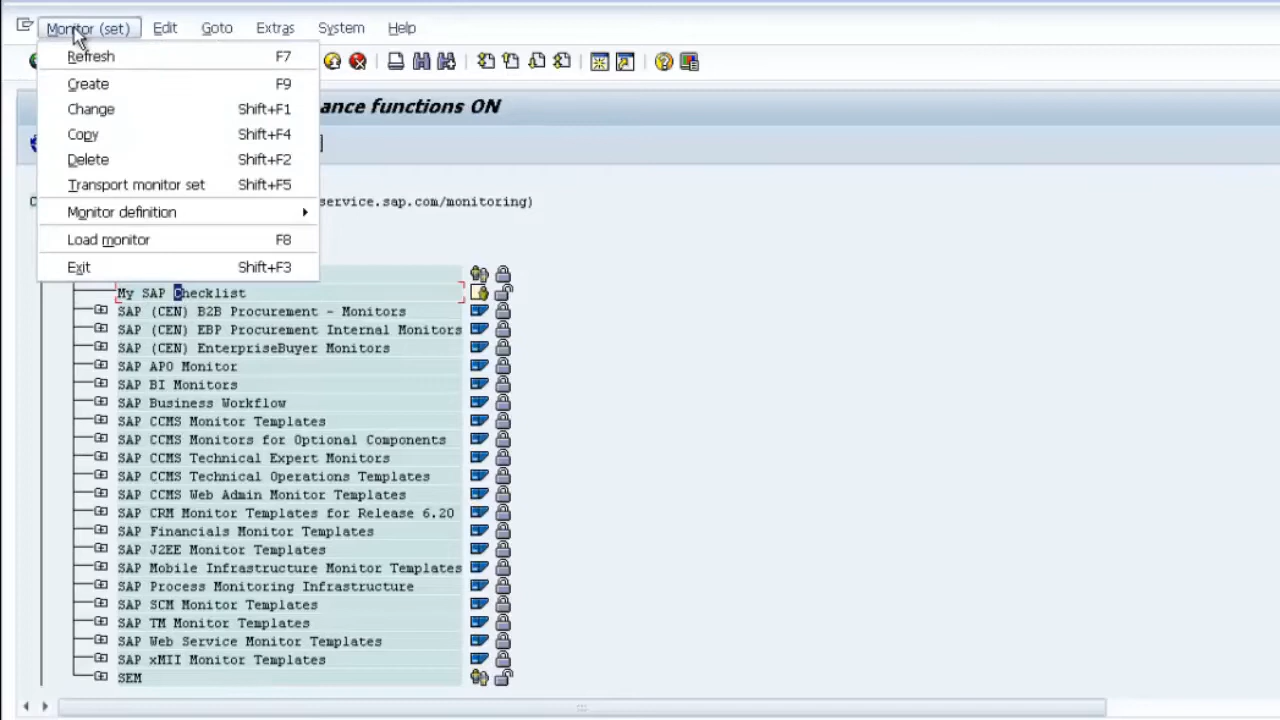 Monitor (set) Edit Goto Extras System Help
Refresh F7
Create F9
Change Shift+F1
Copy Shift+F4
Delete Shift+F2
Transport monitor set Shift+F5
Monitor definition
Load monitor F8
Exit Shift+F3
ance functions ON
service.sap.com/monitoring)
My SAP Checklist
SAP (CEN) B2B Procurement - Monitors
SAP (CEN) EBP Procurement Internal Monitors
SAP (CEN) EnterpriseBuyer Monitors
SAP APO Monitor
SAP BI Monitors
SAP Business Workflow
SAP CCMS Monitor Templates
SAP CCMS Monitors for Optional Components
SAP CCMS Technical Expert Monitors
SAP CCMS Technical Operations Templates
SAP CCMS Web Admin Monitor Templates
SAP CRM Monitor Templates for Release 6.20
SAP Financials Monitor Templates
SAP J2EE Monitor Templates
SAP Mobile Infrastructure Monitor Templates
SAP Process Monitoring Infrastructure
SAP SCM Monitor Templates
SAP TM Monitor Templates
SAP Web Service Monitor Templates
SAP xMII Monitor Templates
SEM